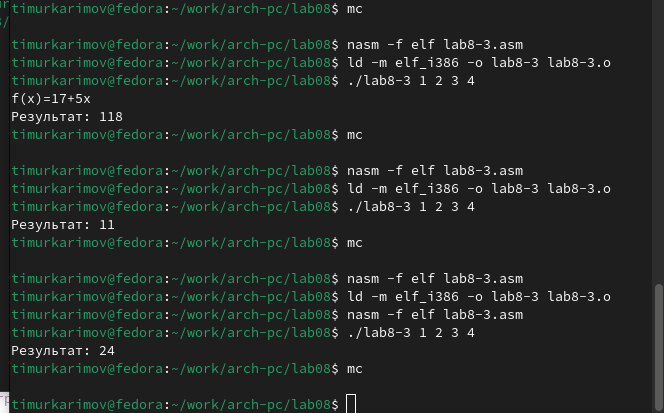 timurkarimov@fedora:~/work/arch-pc/lab08$ mc
timurkarimov@fedora:~/work/arch-pc/lab08$ nasm -f elf lab8-3.asm
timurkarimov@fedora:~/work/arch-pc/lab08$ ld -m elf_i386 -o lab8-3 lab8-3.o
timurkarimov@fedora:~/work/arch-pc/lab08$ ./lab8-3 1 2 3 4
f(x)=17+5x
Результат: 118
timurkarimov@fedora:~/work/arch-pc/lab08$ mc
timurkarimov@fedora:~/work/arch-pc/lab08$ nasm -f elf lab8-3.asm
timurkarimov@fedora:~/work/arch-pc/lab08$ ld -m elf_i386 -o lab8-3 lab8-3.o
timurkarimov@fedora:~/work/arch-pc/lab08$ ./lab8-3 1 2 3 4
Результат: 11
timurkarimov@fedora:~/work/arch-pc/lab08$ mc
timurkarimov@fedora:~/work/arch-pc/lab08$ nasm -f elf lab8-3.asm
timurkarimov@fedora:~/work/arch-pc/lab08$ ld -m elf_i386 -o lab8-3 lab8-3.o
timurkarimov@fedora:~/work/arch-pc/lab08$ nasm -f elf lab8-3.asm
timurkarimov@fedora:~/work/arch-pc/lab08$ ./lab8-3 1 2 3 4
Результат: 24
timurkarimov@fedora:~/work/arch-pc/lab08$ mc
timurkarimov@fedora:~/work/arch-pc/lab08$